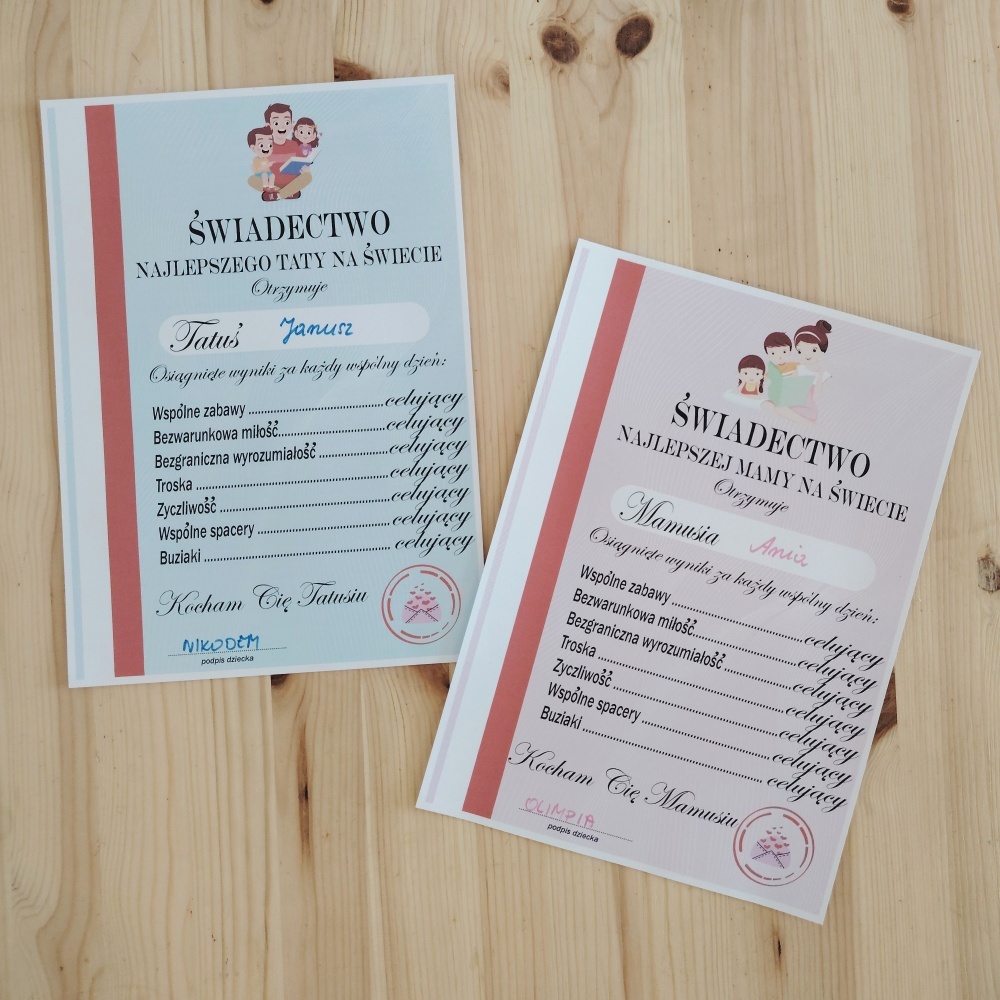 ŚWIADECTWO
NAJLEPSZEGO TATY NA ŚWIECIE
Otrzymuje
Tatuś Janusz
Osiągnięte wyniki za każdy wspólny dzień:
Wspólne zabawy ........................................ celujący
Bezwarunkowa miłość................................ celujący
Bezgraniczna wyrozumiałość ..................... celujący
Troska ...................................................... celujący
Życzliwość ................................................ celujący
Wspólne spacery ....................................... celujący
Buziaki ..................................................... celujący
Kocham Cię Tatusiu
NIKODEM
podpis dziecka
ŚWIADECTWO
NAJLEPSZEJ MAMY NA ŚWIECIE
Otrzymuje
Mamusia Ania
Osiągnięte wyniki za każdy wspólny dzień:
Wspólne zabawy ........................................ celujący
Bezwarunkowa miłość................................ celujący
Bezgraniczna wyrozumiałość ..................... celujący
Troska ...................................................... celujący
Życzliwość ................................................ celujący
Wspólne spacery ....................................... celujący
Buziaki ..................................................... celujący
Kocham Cię Mamusiu
OLIMPIA
podpis dziecka